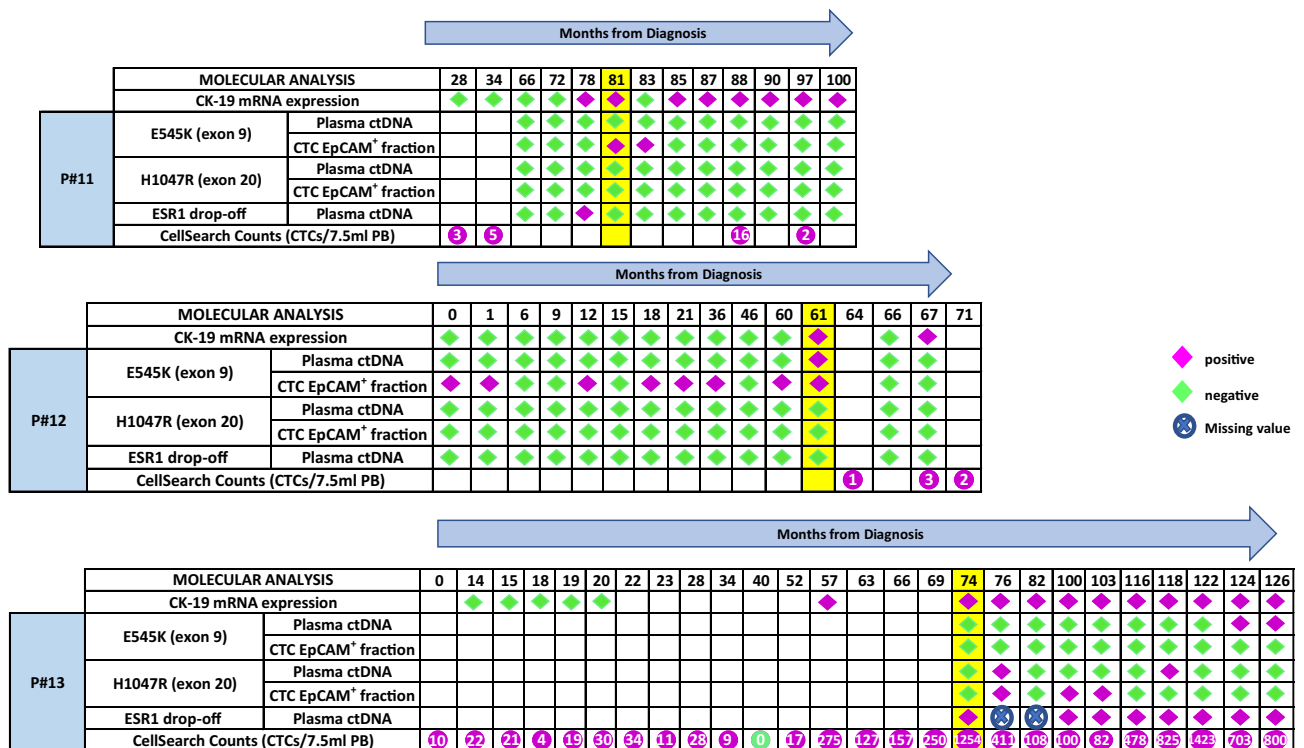 Months from Diagnosis
MOLECULAR ANALYSIS 28 34 66 72 78 81 83 85 87 88 90 97 100
CK-19 mRNA expression
P#11
E545K (exon 9)
Plasma ctDNA
CTC EpCAM+ fraction
H1047R (exon 20)
Plasma ctDNA
CTC EpCAM+ fraction
ESR1 drop-off Plasma ctDNA
CellSearch Counts (CTCs/7.5ml PB) 3 5 16 2
Months from Diagnosis
MOLECULAR ANALYSIS 0 1 6 9 12 15 18 21 36 46 60 61 64 66 67 71
CK-19 mRNA expression
P#12
E545K (exon 9)
Plasma ctDNA
CTC EpCAM+ fraction
H1047R (exon 20)
Plasma ctDNA
CTC EpCAM+ fraction
ESR1 drop-off Plasma ctDNA
CellSearch Counts (CTCs/7.5ml PB) 1 3 2
positive
negative
Missing value
Months from Diagnosis
MOLECULAR ANALYSIS 0 14 15 18 19 20 22 23 28 34 40 52 57 63 66 69 74 76 82 100 103 116 118 122 124 126
CK-19 mRNA expression
P#13
E545K (exon 9)
Plasma ctDNA
CTC EpCAM+ fraction
H1047R (exon 20)
Plasma ctDNA
CTC EpCAM+ fraction
ESR1 drop-off Plasma ctDNA
CellSearch Counts (CTCs/7.5ml PB) 10 22 21 4 19 30 34 11 28 9 0 17 275 127 157 250 1254 411 108 100 82 478 825 1423 703 800